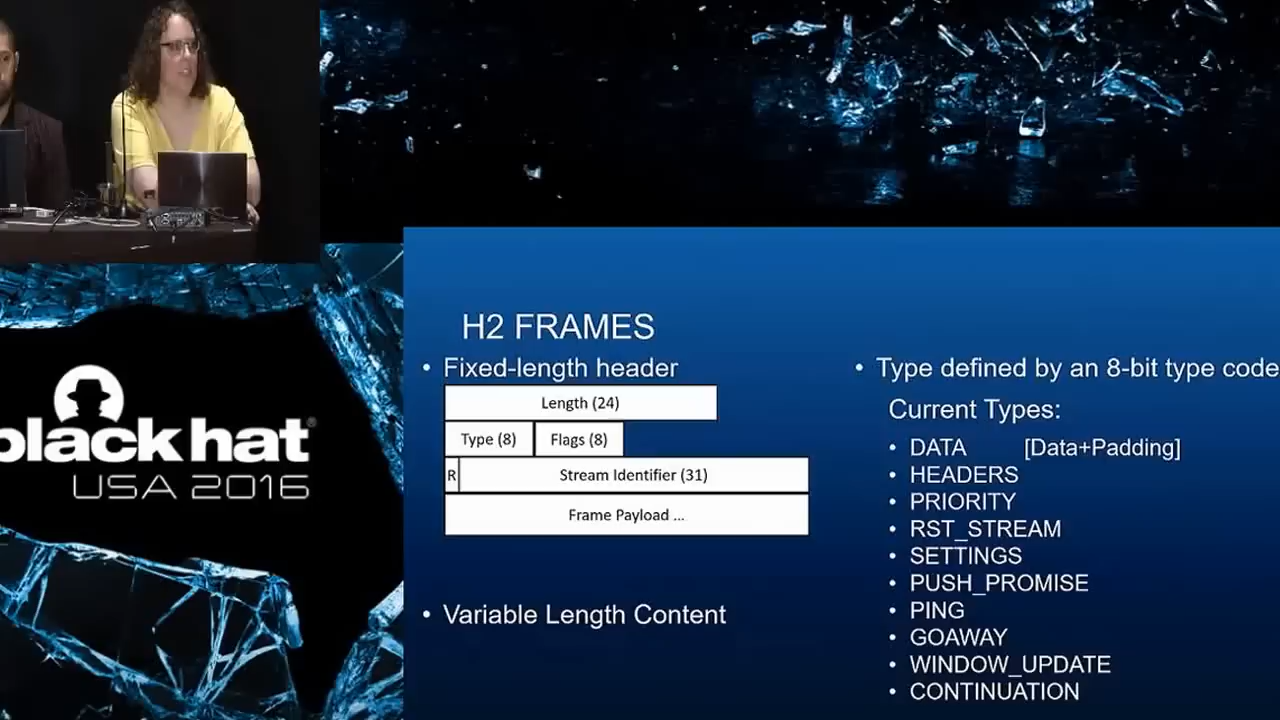 black hat®
USA 2016
H2 FRAMES
• Fixed-length header
Length (24)
Type (8) Flags (8)
R Stream Identifier (31)
Frame Payload ...
• Variable Length Content
• Type defined by an 8-bit type code
Current Types:
• DATA [Data+Padding]
• HEADERS
• PRIORITY
• RST_STREAM
• SETTINGS
• PUSH_PROMISE
• PING
• GOAWAY
• WINDOW_UPDATE
• CONTINUATION